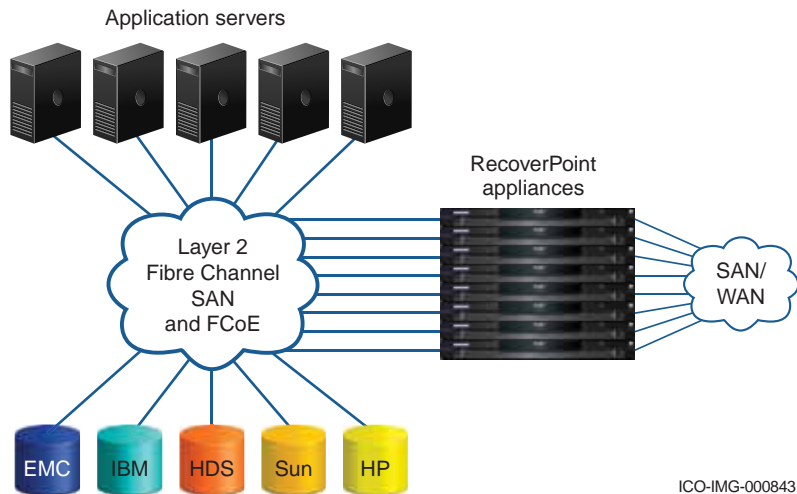 Application servers
RecoverPoint
appliances
Layer 2
Fibre Channel
SAN
and FCoE
SAN/
WAN
EMC
IBM
HDS
Sun
HP
ICO-IMG-000843